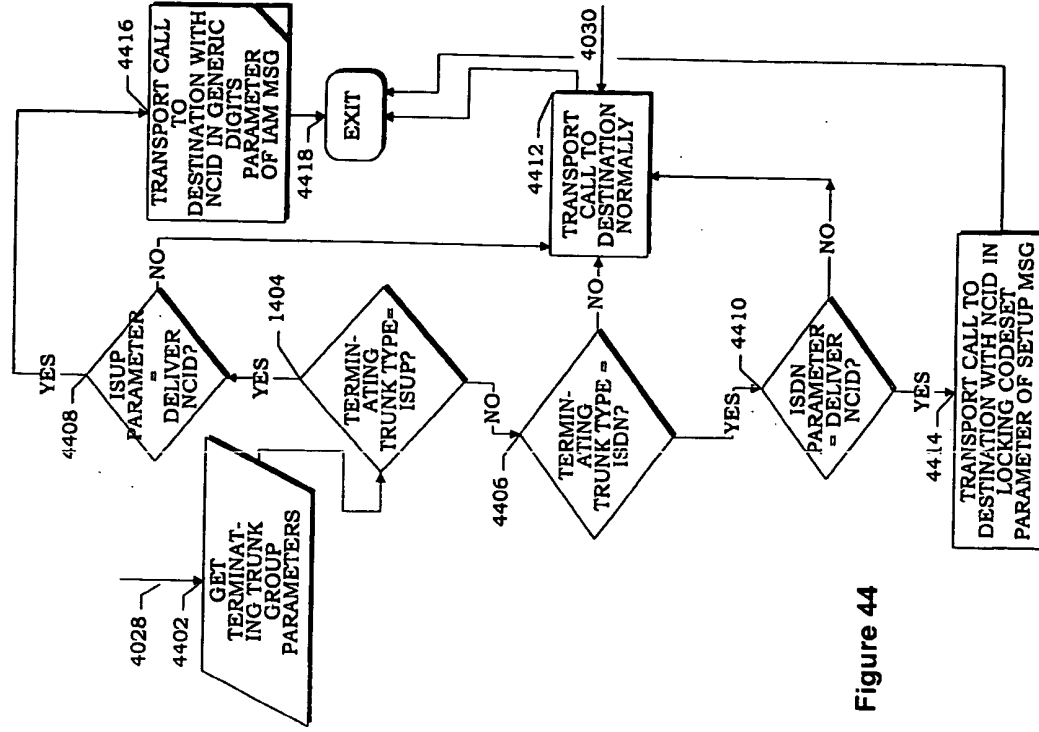 4028
4402
GET
TERMINAT-
ING TRUNK
GROUP
PARAMETERS
4408
YES
ISUP
PARAMETER
=
DELIVER
NCID?
NO
YES
1404
TERMIN-
ATING
TRUNK TYPE=
ISUP?
NO
4406
TERMIN-
ATING
TRUNK TYPE =
ISDN?
NO
YES
4410
ISDN
PARAMETER
= DELIVER
NCID?
NO
YES
4414
TRANSPORT CALL TO
DESTINATION WITH NCID IN
LOCKING CODESET
PARAMETER OF SETUP MSG
4416
TRANSPORT CALL
TO
DESTINATION WITH
NCID IN GENERIC
DIGITS
PARAMETER
OF IAM MSG
4418
EXIT
4412
TRANSPORT
CALL TO
DESTINATION
NORMALLY
4030
Figure 44